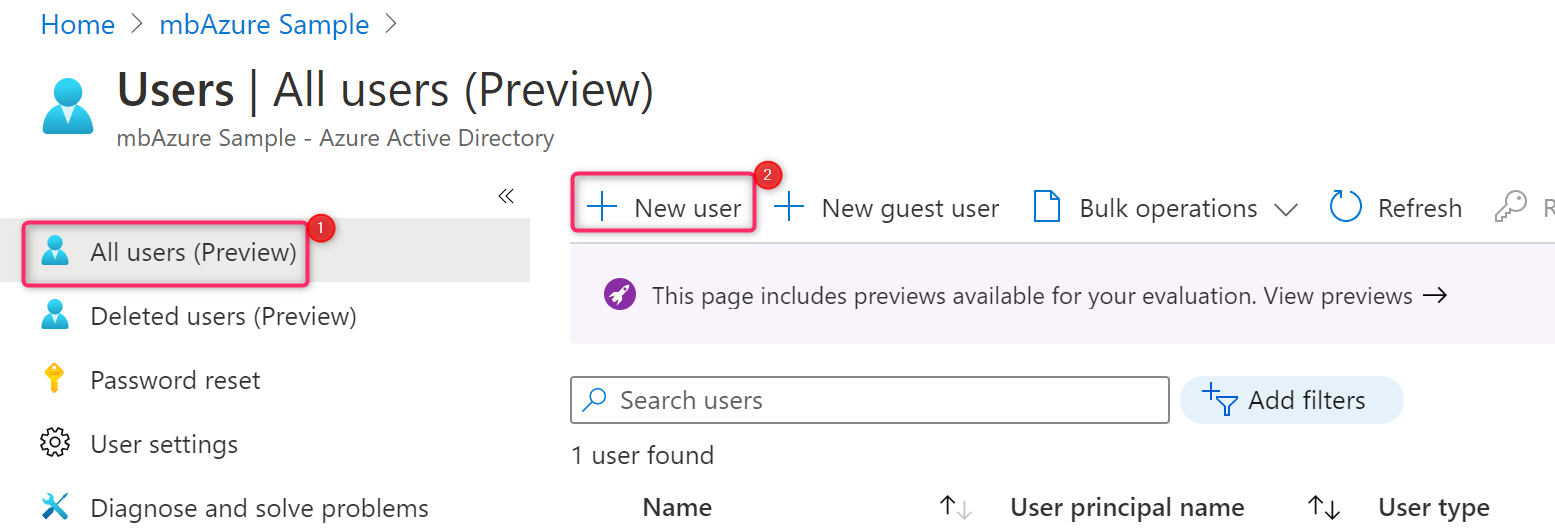 Home > mbAzure Sample >
Users | All users (Preview)
mbAzure Sample - Azure Active Directory
«
All users (Preview) 1
Deleted users (Preview)
Password reset
User settings
Diagnose and solve problems
New user 2 New guest user Bulk operations Refresh R
This page includes previews available for your evaluation. View previews →
Search users Add filters
1 user found
Name ↑↓ User principal name ↑↓ User type